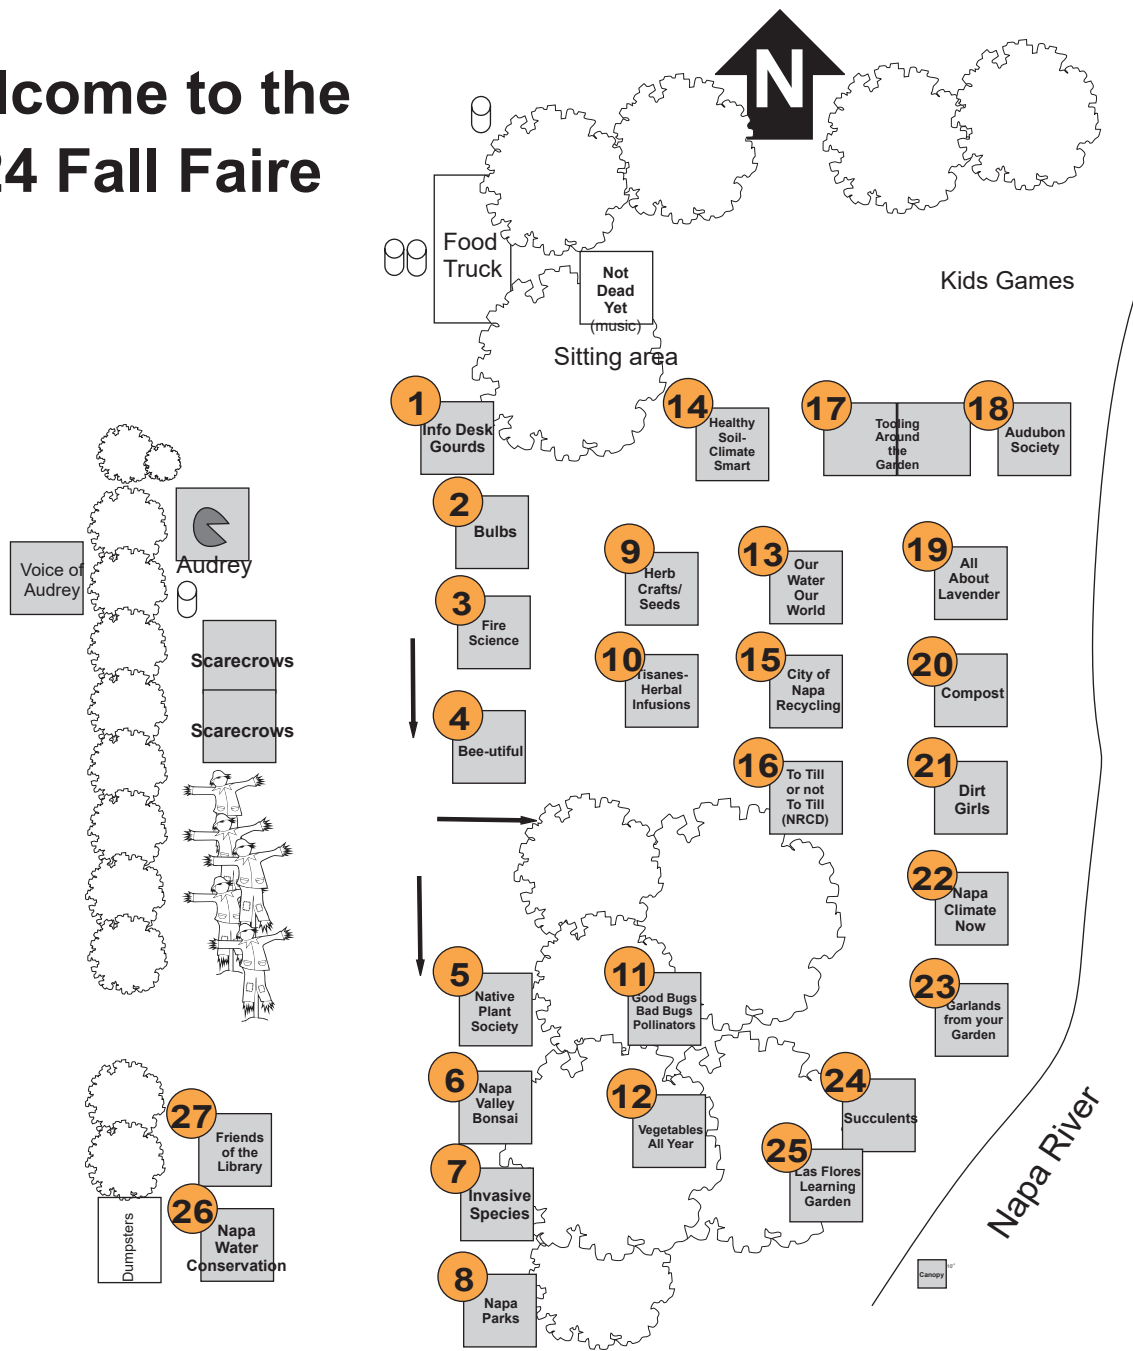 lcome to the
24 Fall Faire
N
Food
Truck
Not
Dead
Yet
(music)
Sitting area
Kids Games
1
Info Desk
Gourds
14
Healthy
Soil-
Climate
Smart
17
Tooling
Around
the
Garden
18
Audubon
Society
2
Bulbs
Voice of
Audrey
Audrey
9
Herb
Crafts/
Seeds
13
Our
Water
Our
World
19
All
About
Lavender
3
Fire
Science
Scarecrows
Scarecrows
10
Tisanes-
Herbal
Infusions
15
City of
Napa
Recycling
20
Compost
4
Bee-utiful
16
To Till
or not
To Till
(NRCD)
21
Dirt
Girls
22
Napa
Climate
Now
5
Native
Plant
Society
11
Good Bugs
Bad Bugs
Pollinators
23
Garlands
from your
Garden
6
Napa
Valley
Bonsai
12
Vegetables
All Year
24
Succulents
27
Friends
of the
Library
25
Las Flores
Learning
Garden
7
Invasive
Species
26
Napa
Water
Conservation
Dumpsters
8
Napa
Parks
Napa River
Canopy
10"